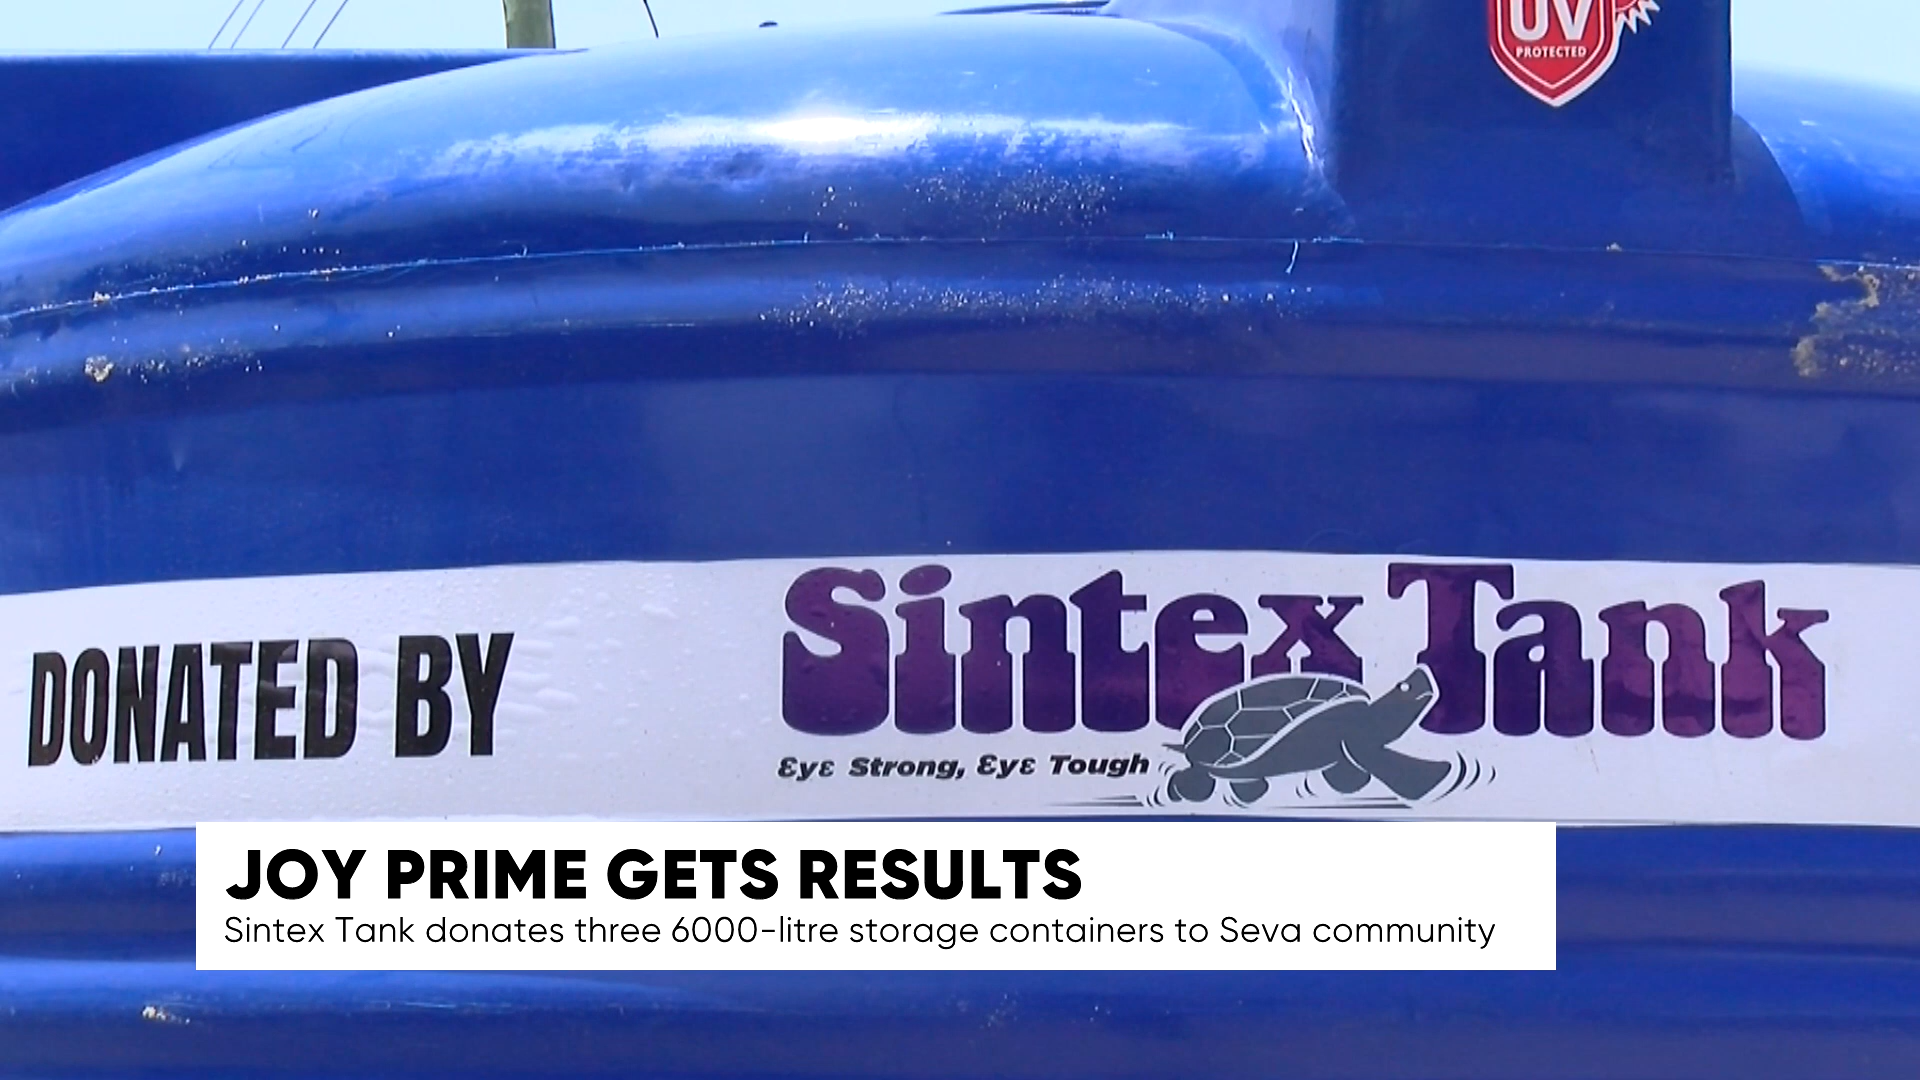 UV
PROTECTED
DONATED BY
Sintex Tank
Ɛyɛ Strong, Ɛyɛ Tough
JOY PRIME GETS RESULTS
Sintex Tank donates three 6000-litre storage containers to Seva community